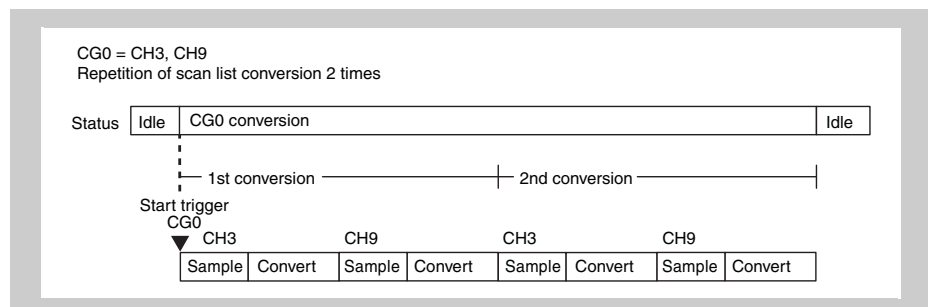 CG0 = CH3, CH9
Repetition of scan list conversion 2 times
Status Idle CG0 conversion Idle
1st conversion 2nd conversion
Start trigger
CG0
CH3 CH9 CH3 CH9
Sample Convert Sample Convert Sample Convert Sample Convert